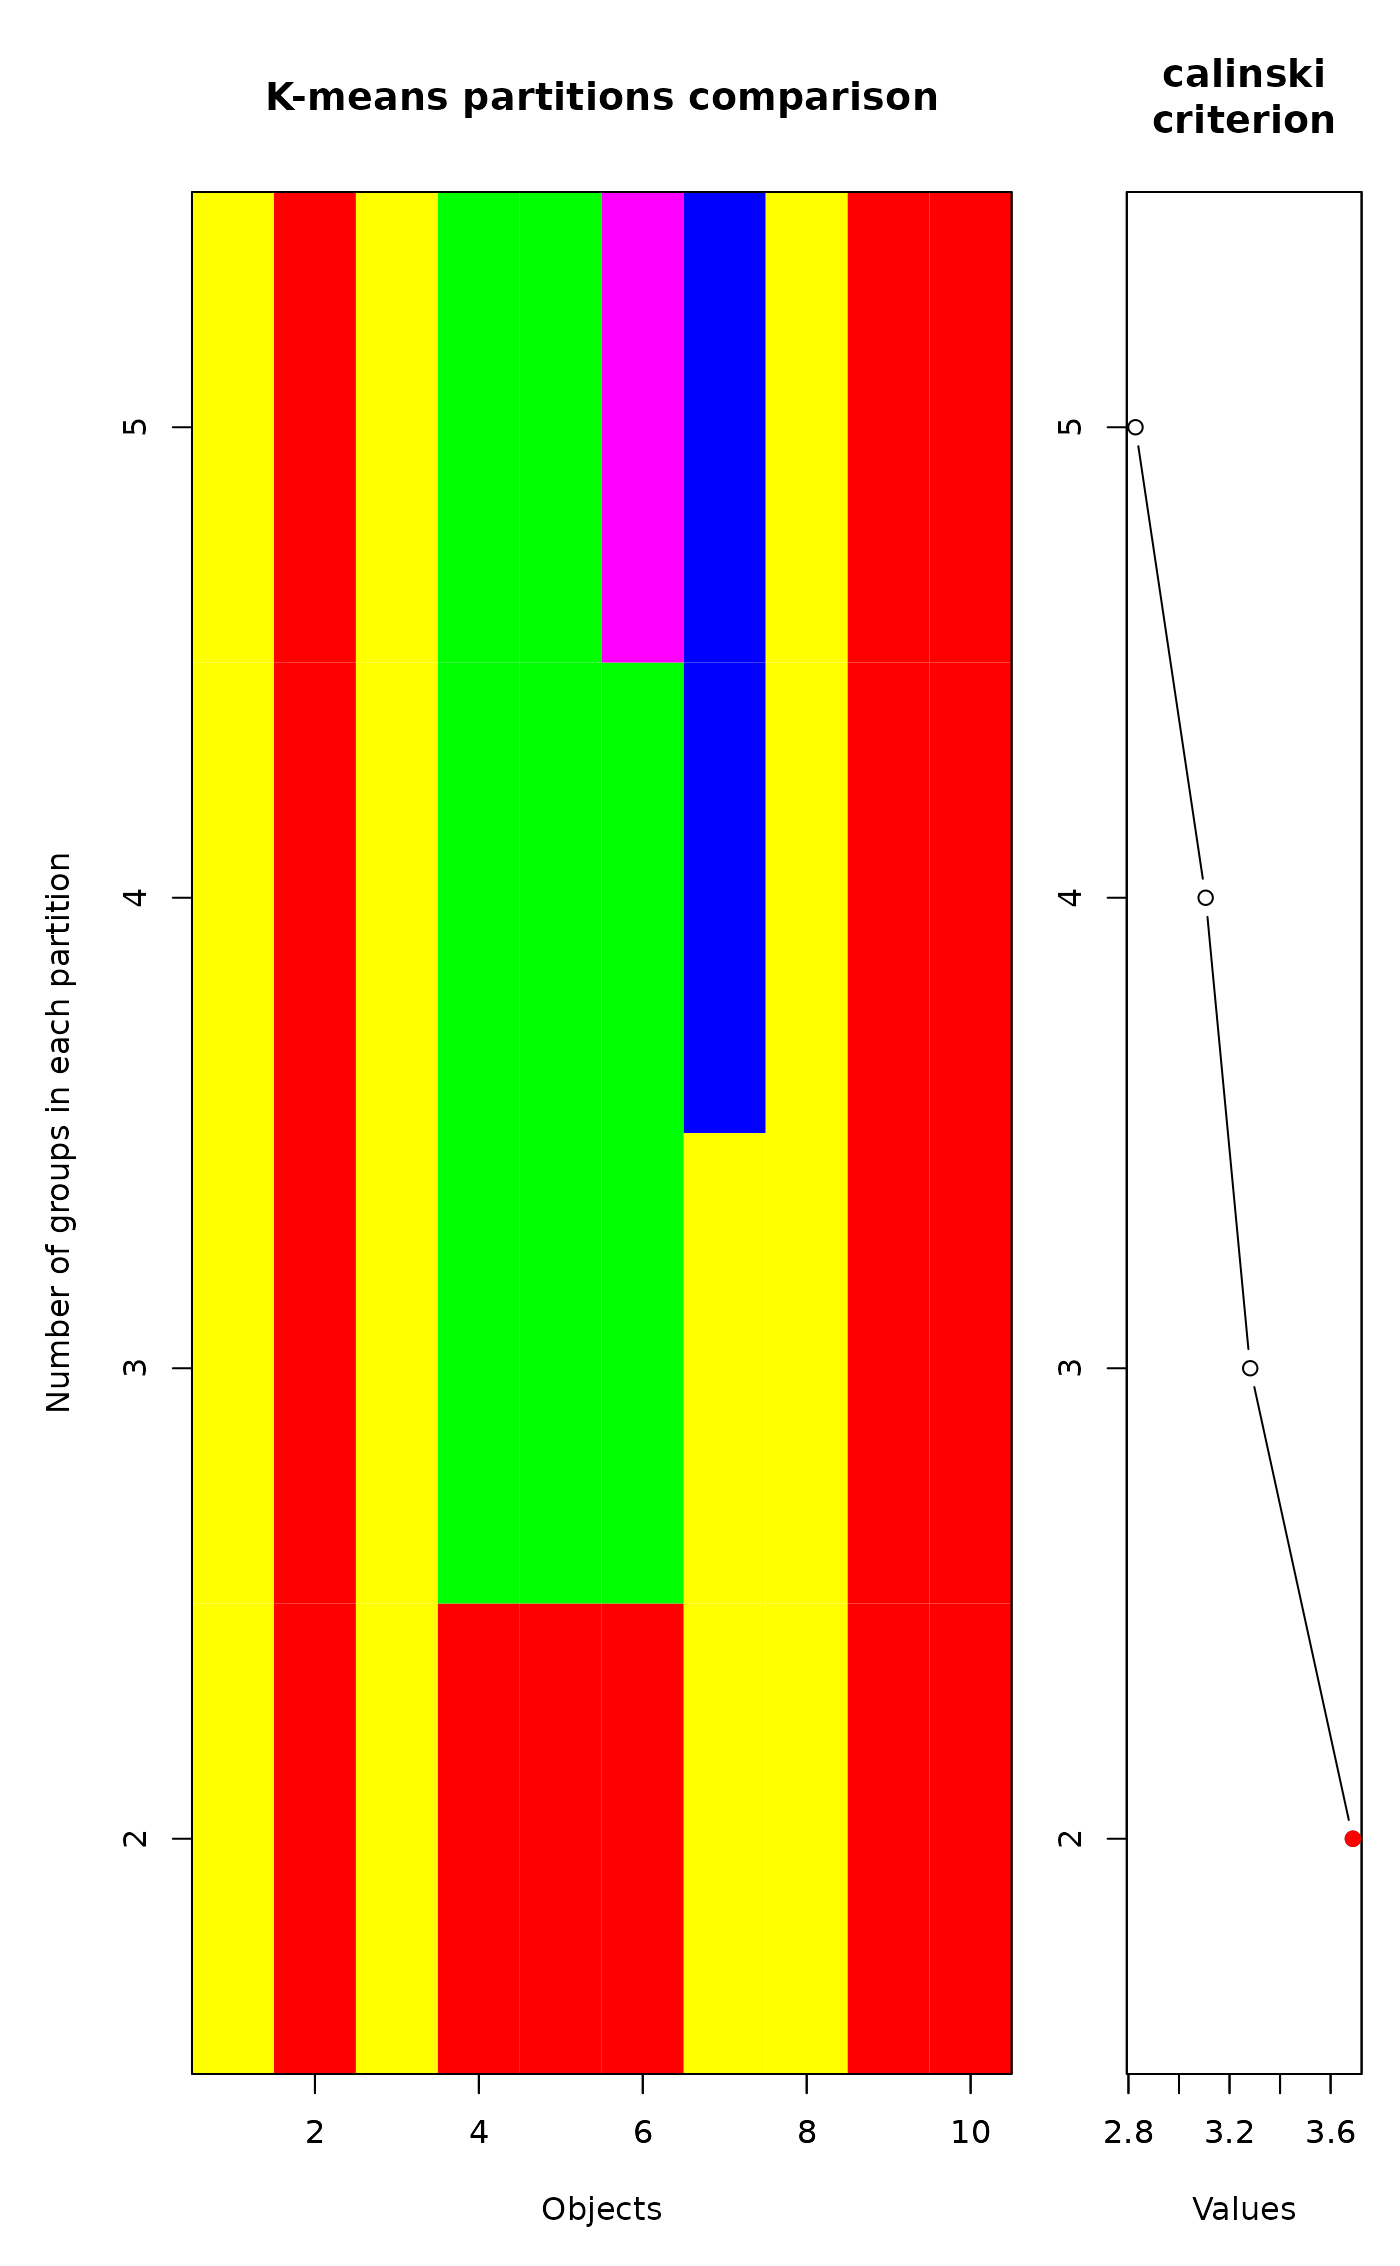 K-means partitions comparison
calinski
criterion
Number of groups in each partition
5
4
3
2
2 4 6 8 10
Objects
5
4
3
2
2.8 3.2 3.6
Values